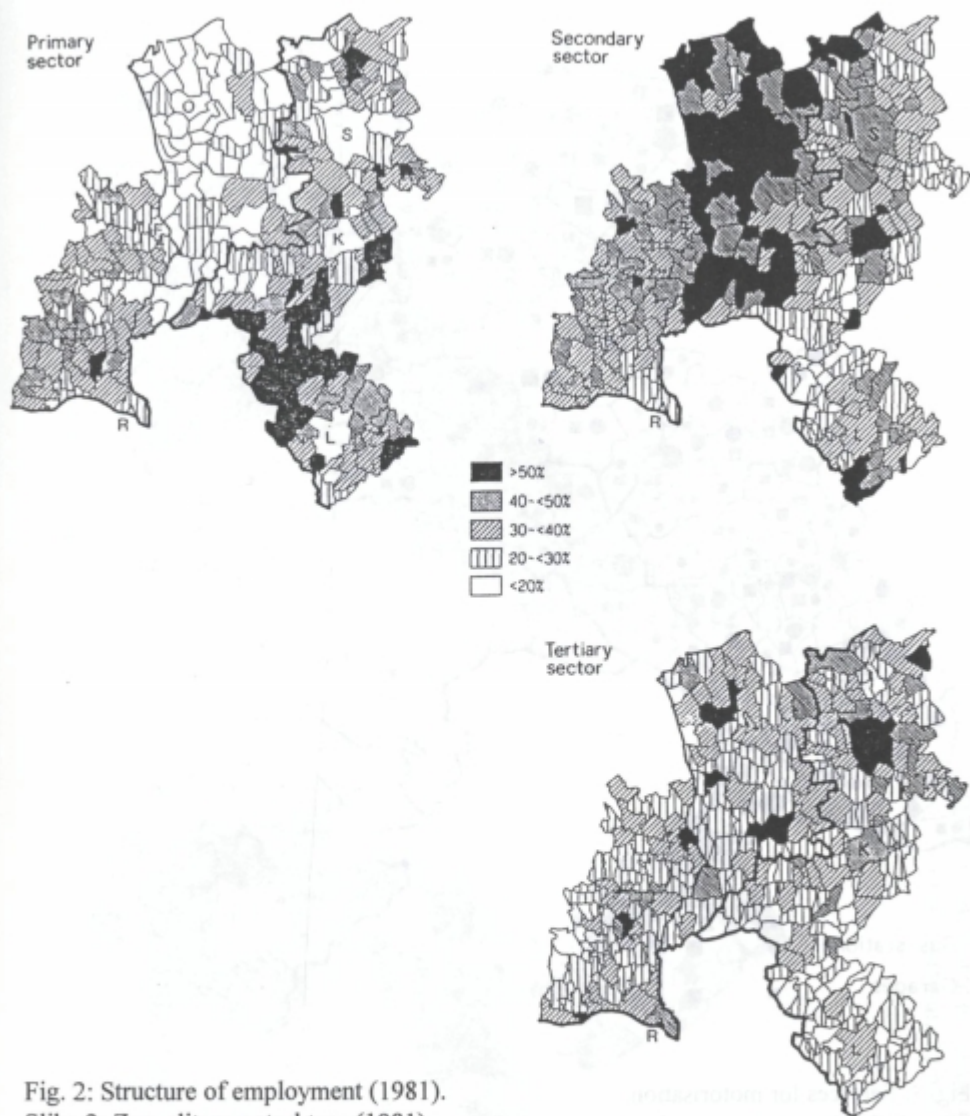 Primary
sector
S
K
L
R
Secondary
sector
S
R
>50%
40-<50%
30-<40%
20-<30%
<20%
Tertiary
sector
K
L
R
Fig. 2: Structure of employment (1981).